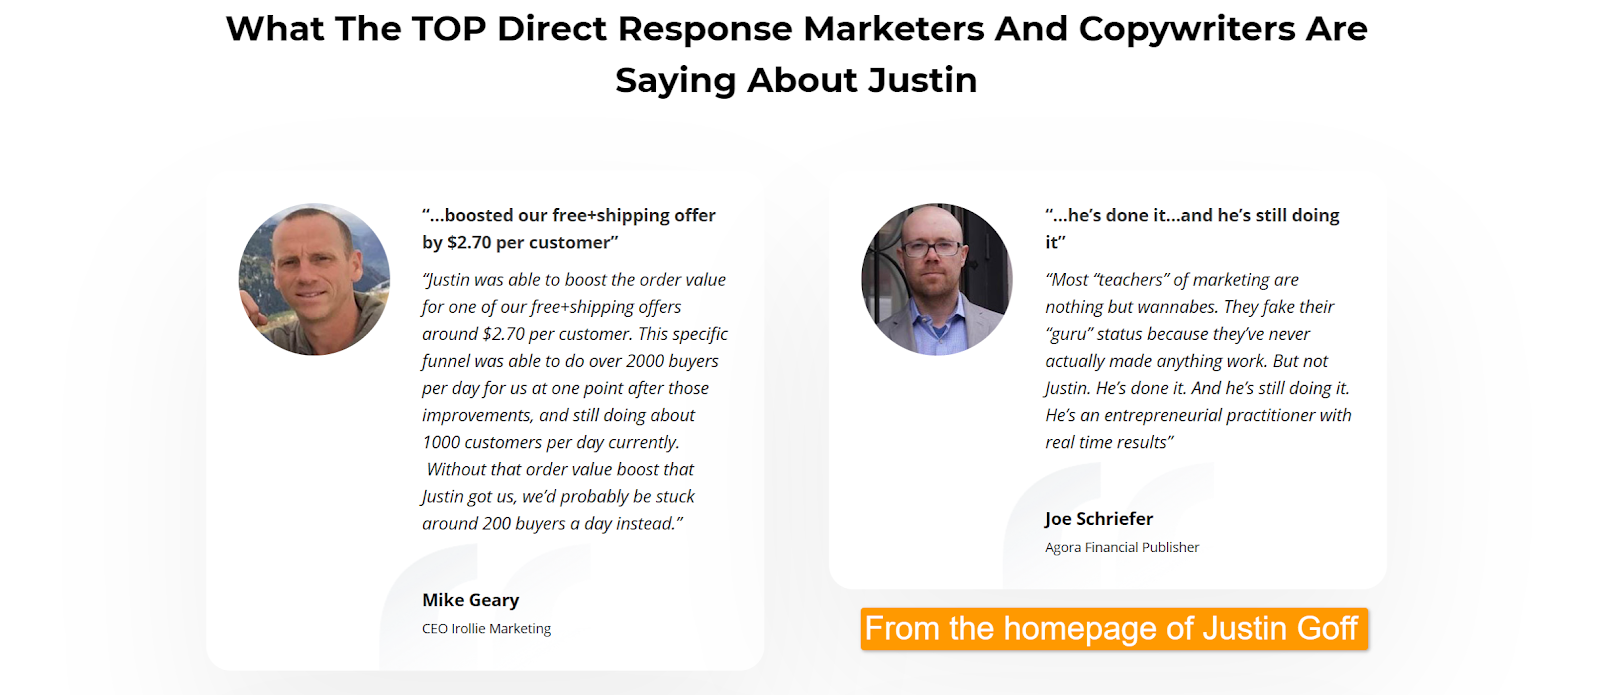 What The TOP Direct Response Marketers And Copywriters Are
Saying About Justin
“...boosted our free+shipping offer
by $2.70 per customer”
“Justin was able to boost the order value
for one of our free+shipping offers
around $2.70 per customer. This specific
funnel was able to do over 2000 buyers
per day for us at one point after those
improvements, and still doing about
1000 customers per day currently.
Without that order value boost that
Justin got us, we’d probably be stuck
around 200 buyers a day instead.”
Mike Geary
CEO Irollie Marketing
“...he’s done it...and he’s still doing
it”
“Most “teachers” of marketing are
nothing but wannabes. They fake their
“guru” status because they’ve never
actually made anything work. But not
Justin. He’s done it. And he’s still doing it.
He’s an entrepreneurial practitioner with
real time results”
Joe Schriefer
Agora Financial Publisher
From the homepage of Justin Goff